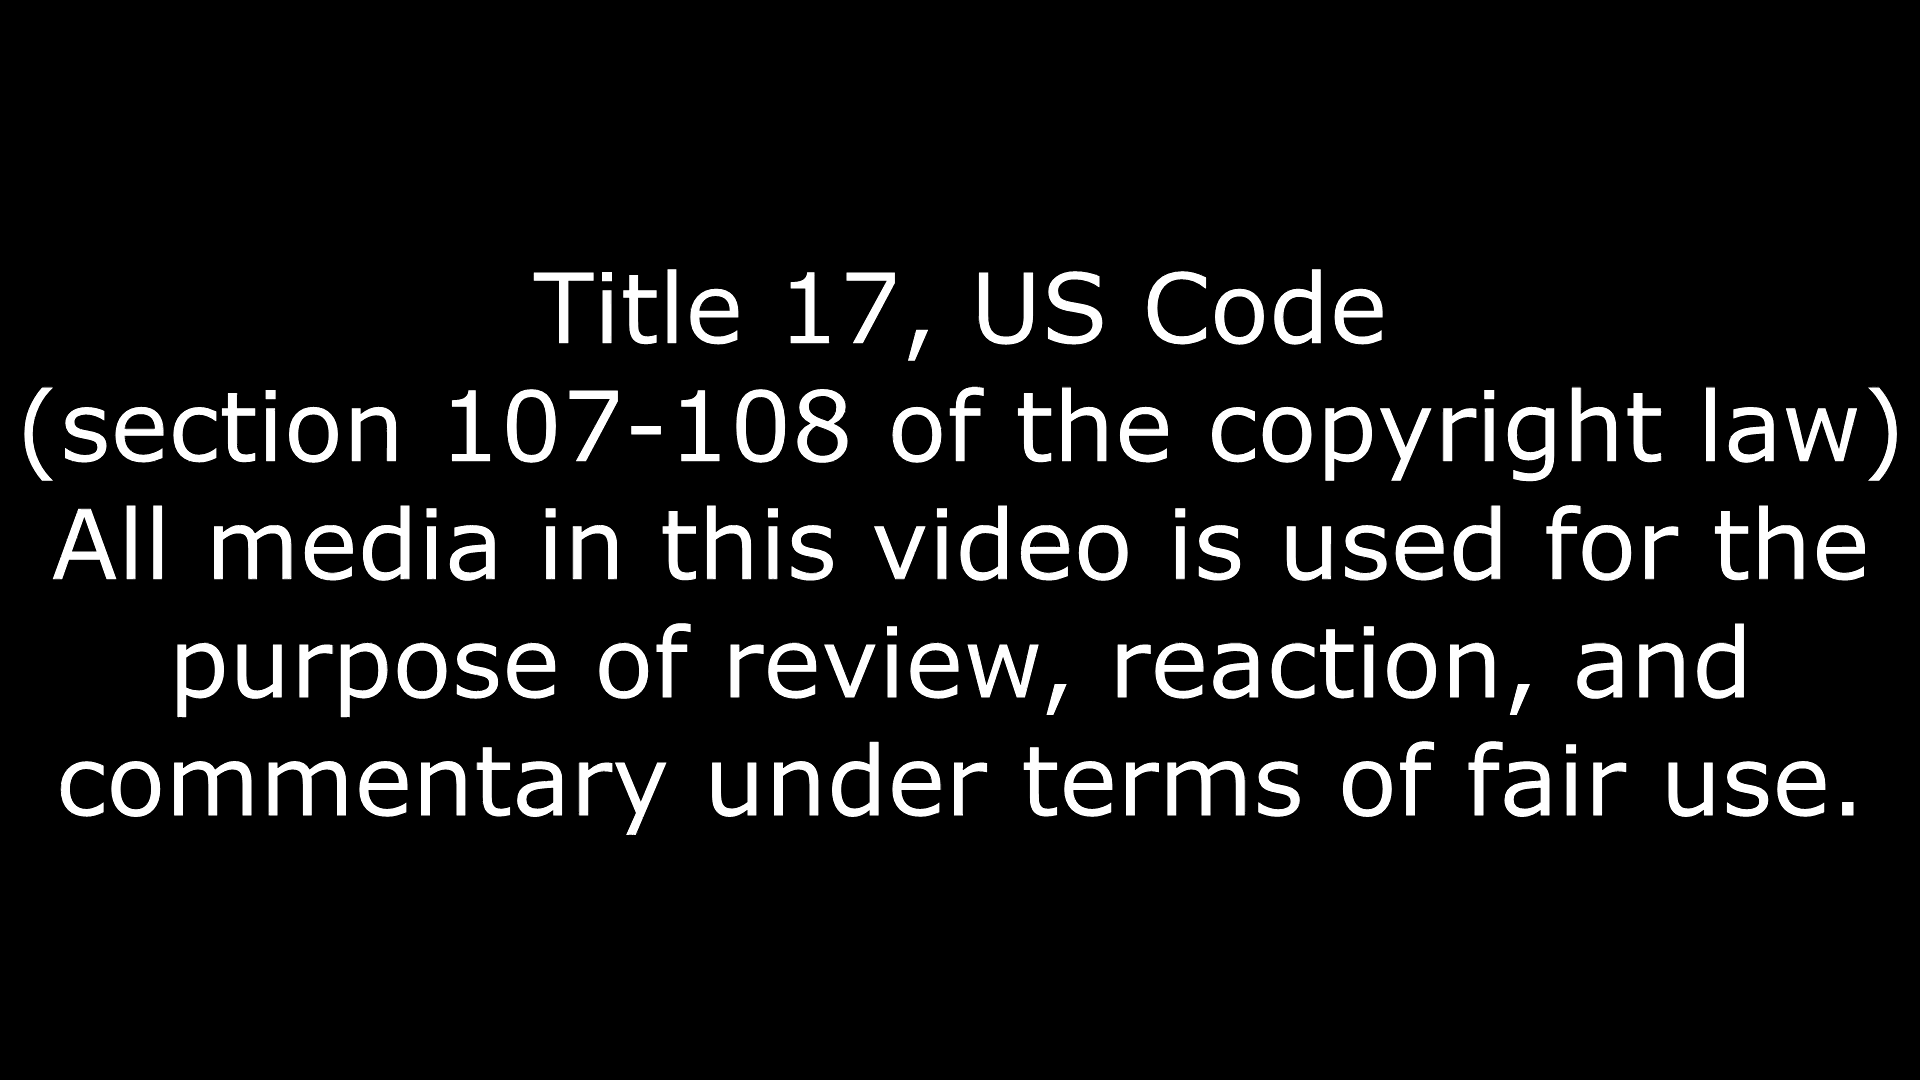 Title 17, US Code
(section 107-108 of the copyright law)
All media in this video is used for the
purpose of review, reaction, and
commentary under terms of fair use.